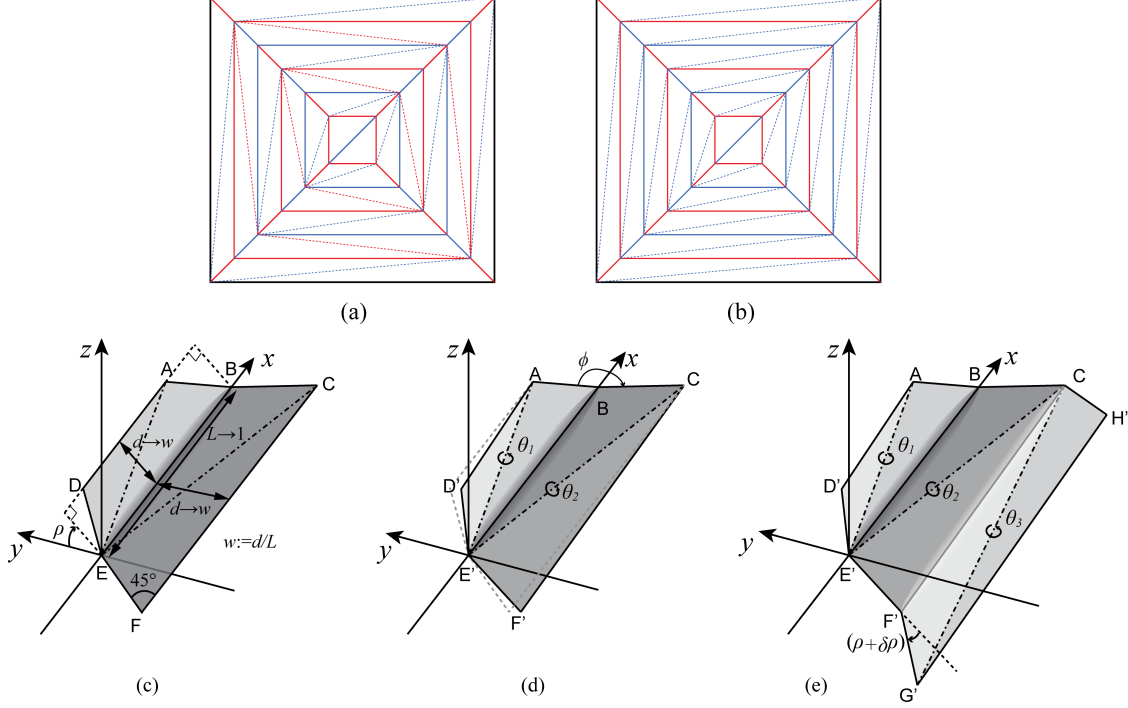 (a)
(b)
z
A
B
x
C
L→1
d→w
d→w
D
ρ
y
w:=d/L
E
45°
F
(c)
z
A
ϕ
x
B
C
θ1
D'
θ2
y
E'
F'
(d)
z
A
B
x
C
H'
θ1
D'
θ2
θ3
y
E'
F'
(ρ+δρ)
G'
(e)